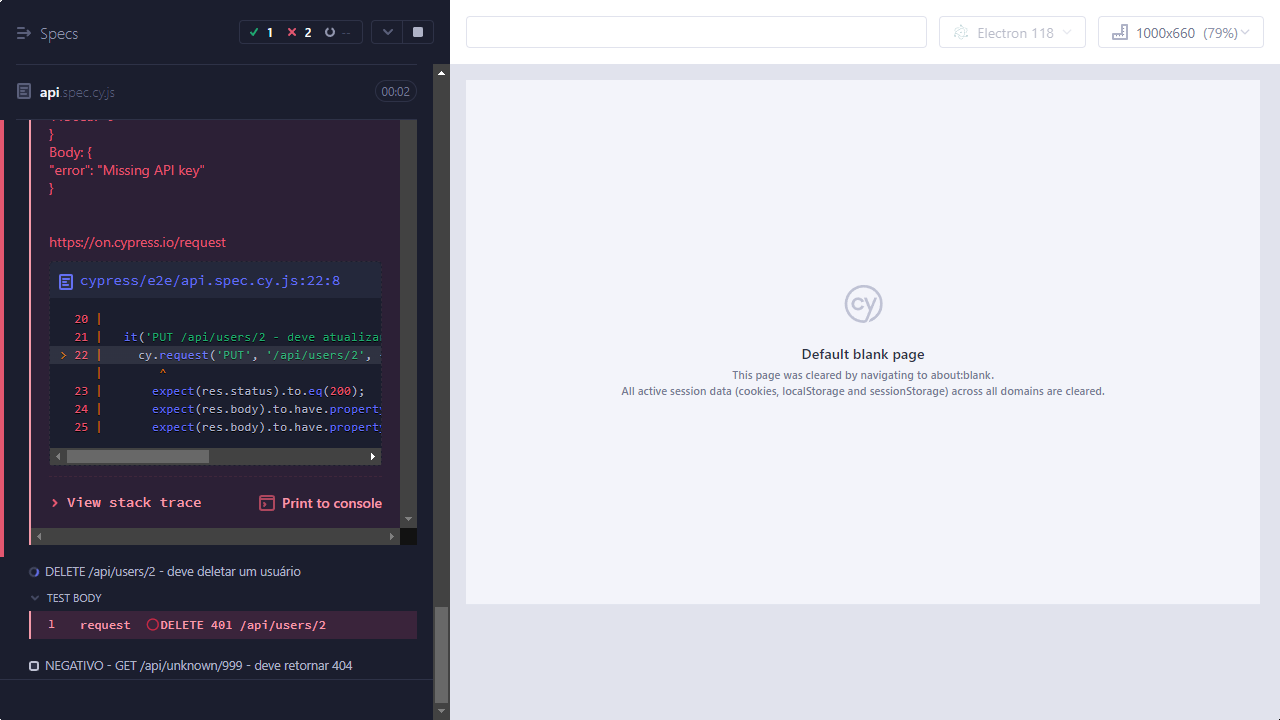 Specs
1
2
--
api.spec.cy.js
00:02
}
Body: {
"error": "Missing API key"
}
https://on.cypress.io/request
cypress/e2e/api.spec.cy.js:22:8
20 |
21 | it('PUT /api/users/2 - deve atualizar
> 22 | cy.request('PUT', '/api/users/2',
| ^
23 | expect(res.status).to.eq(200);
24 | expect(res.body).to.have.property
25 | expect(res.body).to.have.property
View stack trace
Print to console
DELETE /api/users/2 - deve deletar um usuário
TEST BODY
1 request DELETE 401 /api/users/2
NEGATIVO - GET /api/unknown/999 - deve retornar 404
Electron 118
1000x660 (79%)
cy
Default blank page
This page was cleared by navigating to about:blank.
All active session data (cookies, localStorage and sessionStorage) across all domains are cleared.